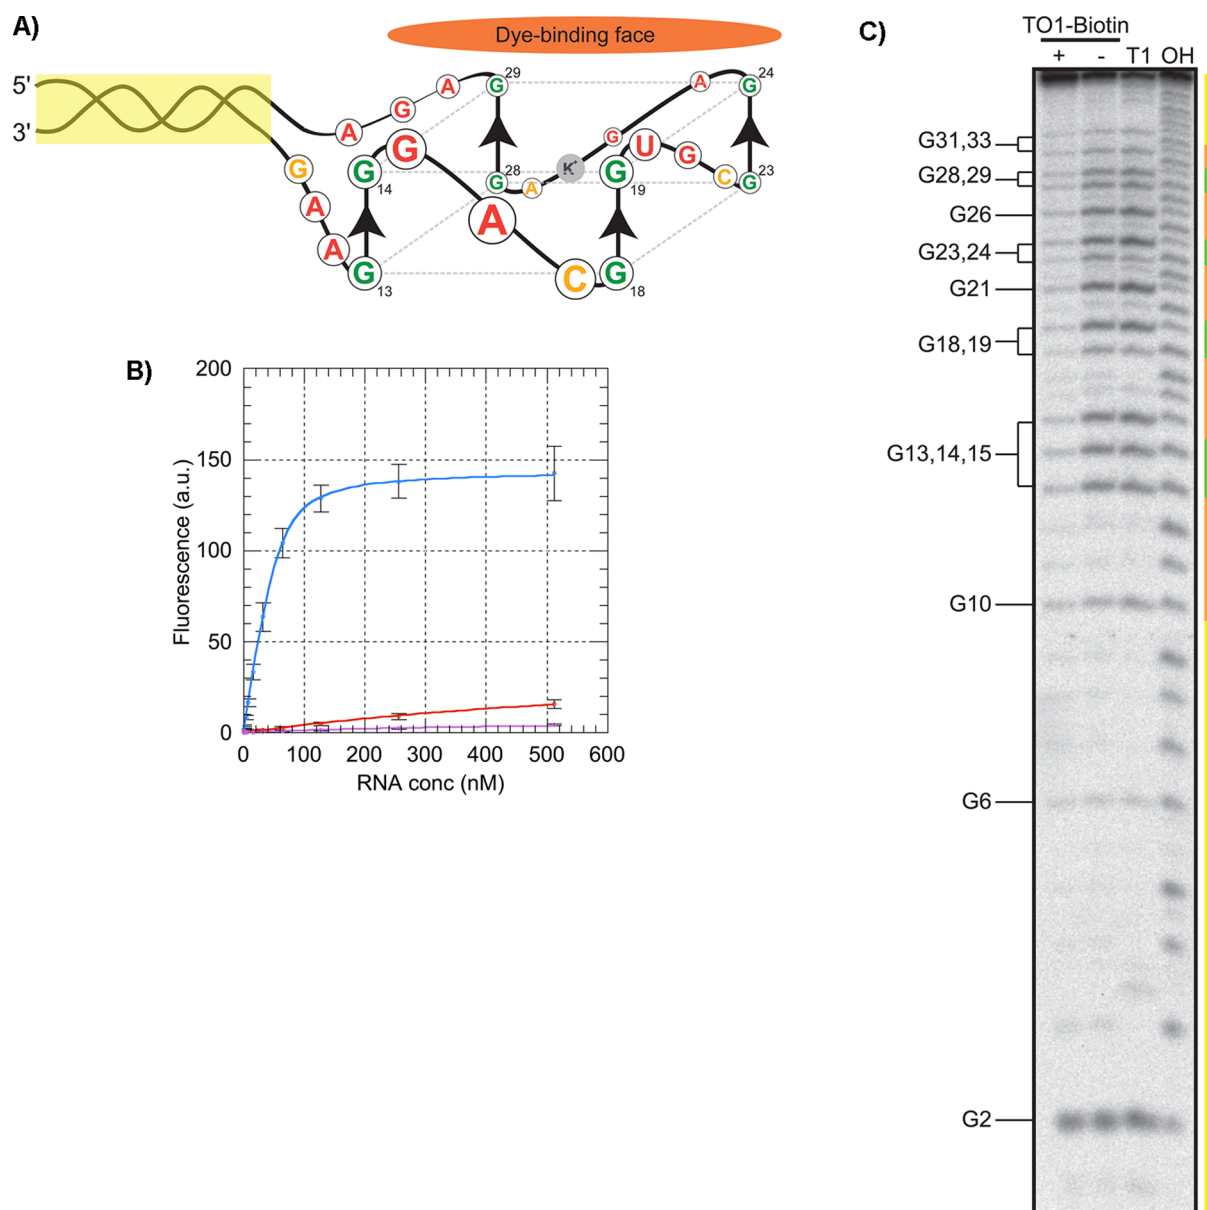 A)
Dye-binding face
5'
3'
A
G
A
G
29
A
G
24
G
14
G
G
28
A
K+
G
G
19
U
G
C
G
23
G
A
A
G
13
A
C
G
18
B)
Fluorescence (a.u.)
200
150
100
50
0
0 100 200 300 400 500 600
RNA conc (nM)
C)
TO1-Biotin
+ - T1 OH
G31,33
G28,29
G26
G23,24
G21
G18,19
G13,14,15
G10
G6
G2